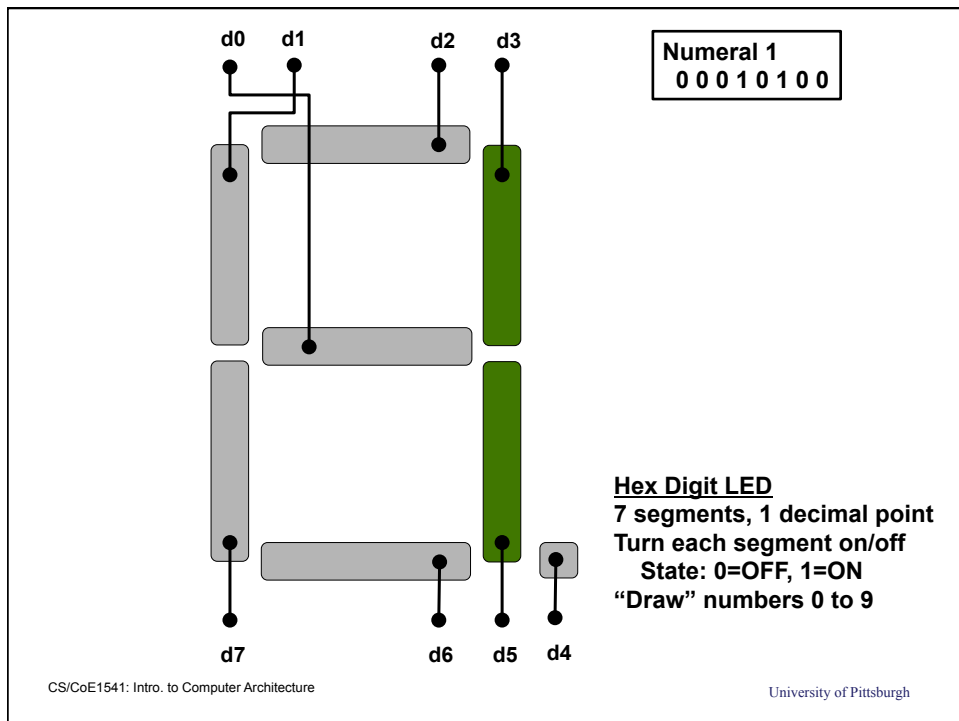 d0 d1 d2 d3
Numeral 1
0 0 0 1 0 1 0 0
Hex Digit LED
7 segments, 1 decimal point
Turn each segment on/off
State: 0=OFF, 1=ON
“Draw” numbers 0 to 9
d7 d6 d5 d4
CS/CoE1541: Intro. to Computer Architecture
University of Pittsburgh